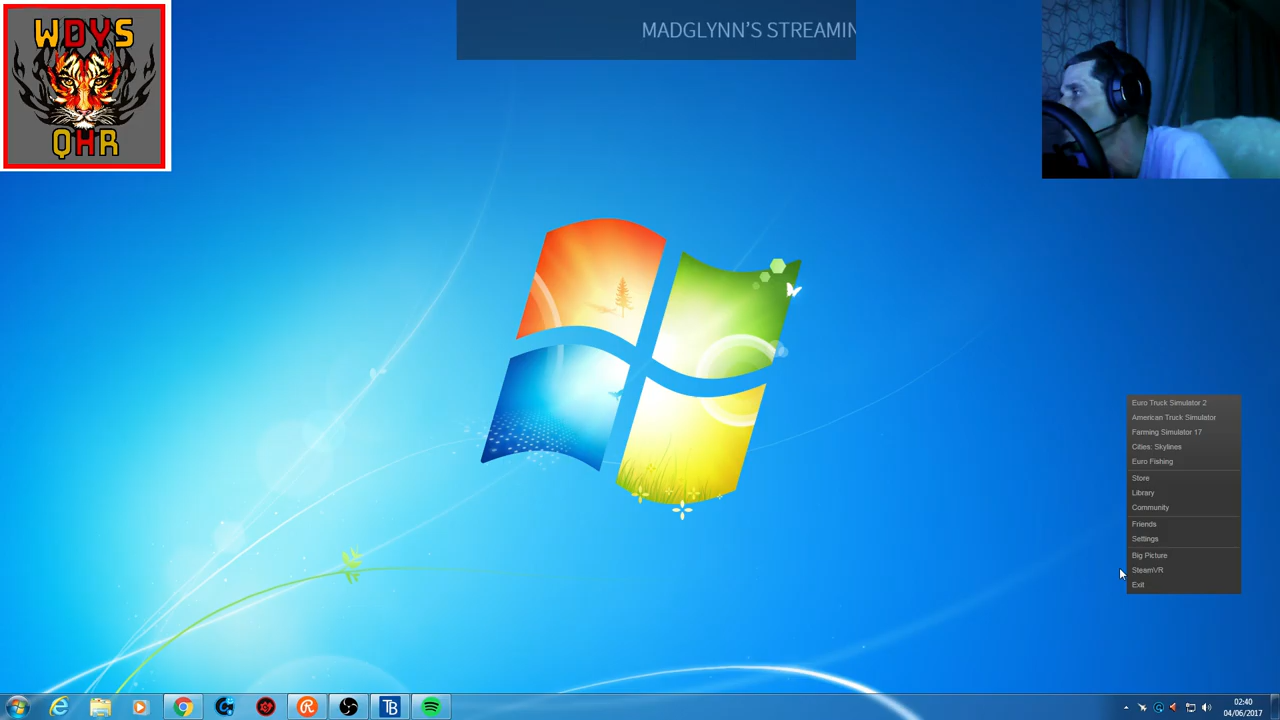 WDYS
QHR
MADGLYNN'S STREAMIN
Euro Truck Simulator 2
American Truck Simulator
Farming Simulator 17
Cities: Skylines
Euro Fishing
Store
Library
Community
Friends
Settings
Big Picture
SteamVR
Exit
TB
02:40
04/06/2017